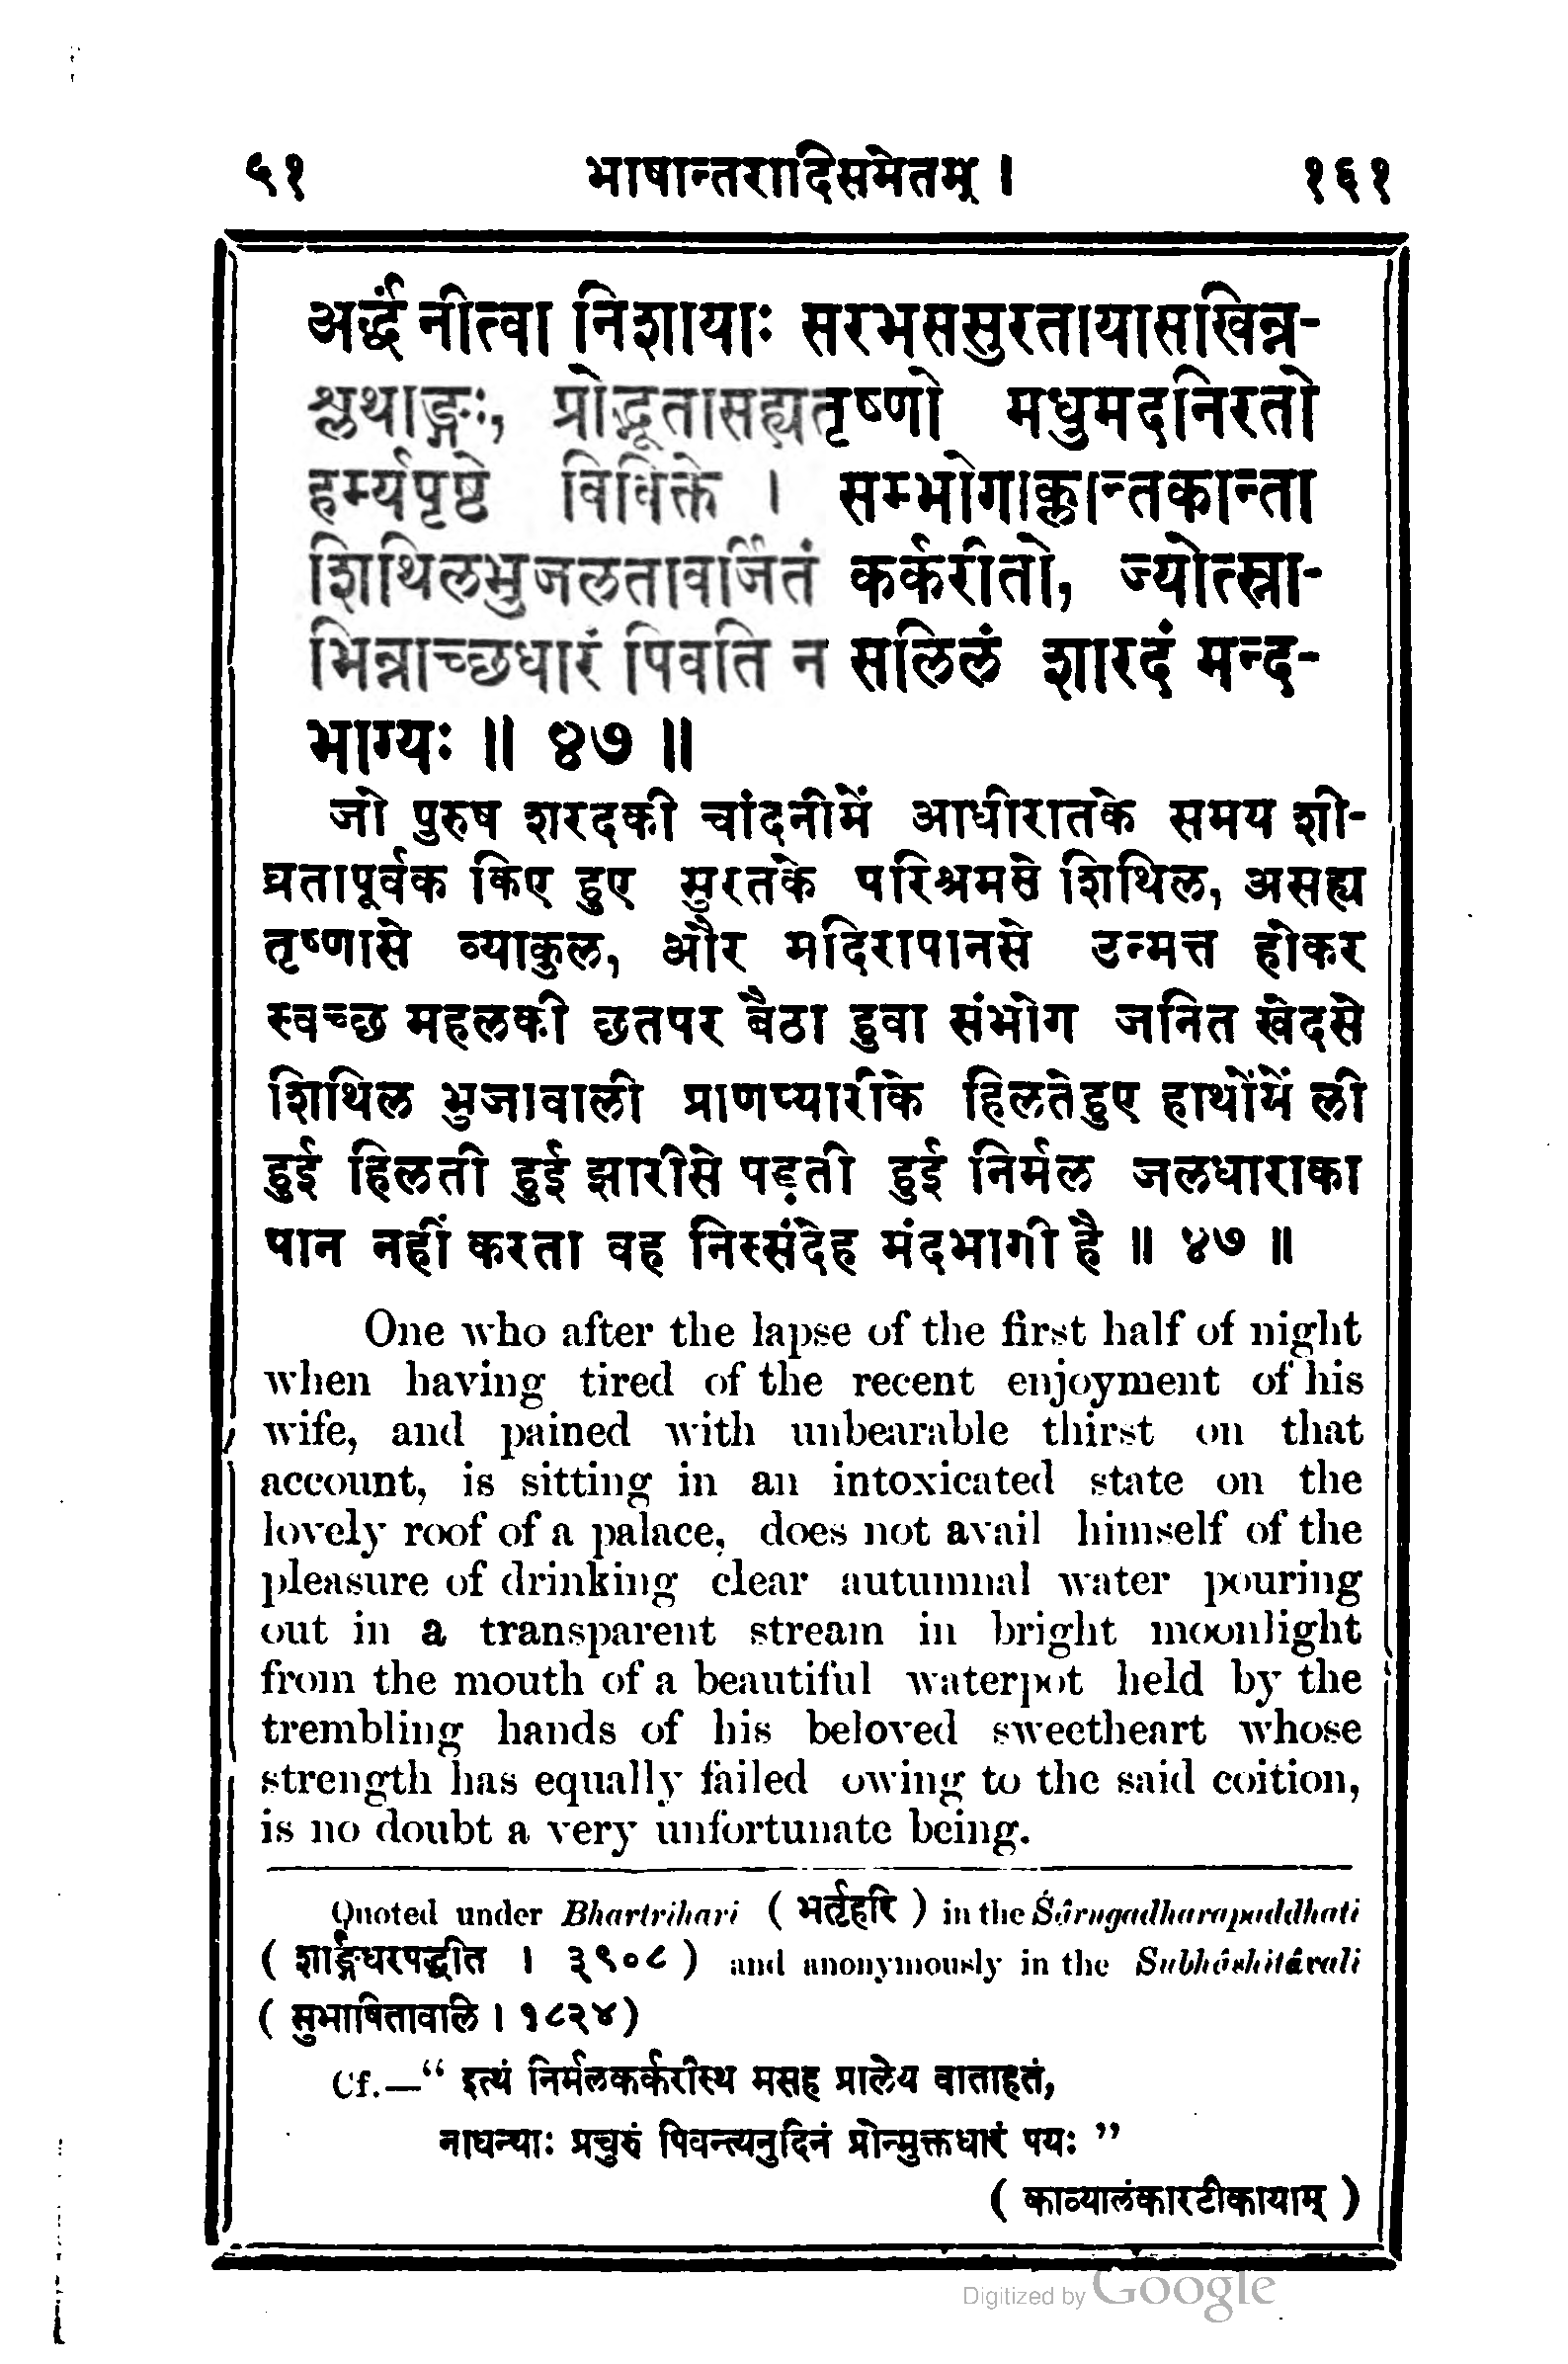 ५१ भाषान्तरादिसमेतम् । १६१
अर्द्धं नीत्वा निशायाः सरभससुरतायासखिन्न-
श्लथाङ्गः, प्रोद्भूतासह्यतृष्णो मधुमदनिरतो
हर्म्यपृष्ठे विविक्ते । सम्भोगाक्लान्तकान्ता
शिथिलभुजलतावर्जितं कर्करीतो, ज्योत्स्ना-
भिन्नाच्छधारं पिवति न सलिलं शारदं मन्द-
भाग्यः ॥ ४७ ॥
जो पुरुष शरदकी चांदनीमें आधीरातके समय शी-
घ्रतापूर्वक किए हुए सुरतके परिश्रमसे शिथिल, असह्य
तृष्णासे व्याकुल, और मदिरापानसे उन्मत्त होकर
स्वच्छ महलकी छतपर बैठा हुवा संभोग जनित खेदसे
शिथिल भुजावाली प्राणप्यारीके हिलतेहुए हाथोंमें ली
हुई हिलती हुई झारीसे पड़ती हुई निर्मल जलधाराका
पान नहीं करता वह निस्संदेह मंदभागी है ॥ ४७ ॥
One who after the lapse of the first half of night
when having tired of the recent enjoyment of his
wife, and pained with unbearable thirst on that
account, is sitting in an intoxicated state on the
lovely roof of a palace, does not avail himself of the
pleasure of drinking clear autumnal water pouring
out in a transparent stream in bright moonlight
from the mouth of a beautiful waterpot held by the
trembling hands of his beloved sweetheart whose
strength has equally failed owing to the said coition,
is no doubt a very unfortunate being.
Quoted under Bhartrihari ( भर्तृहरि ) in the Śârngadharapaddhati
( शार्ङ्गधरपद्धति । ३९०८ ) and anonymously in the Subhâshitâvali
( सुभाषितावलि । १८२४)
Cf.—“ इत्थं निर्मलकर्करीस्थ मसह प्रालेय वाताहतं,
नाधन्याः प्रचुरुं पिवन्त्यनुदिनं प्रोन्मुक्तधारं पयः ”
( काव्यालंकारटीकायाम् )
Digitized by Google